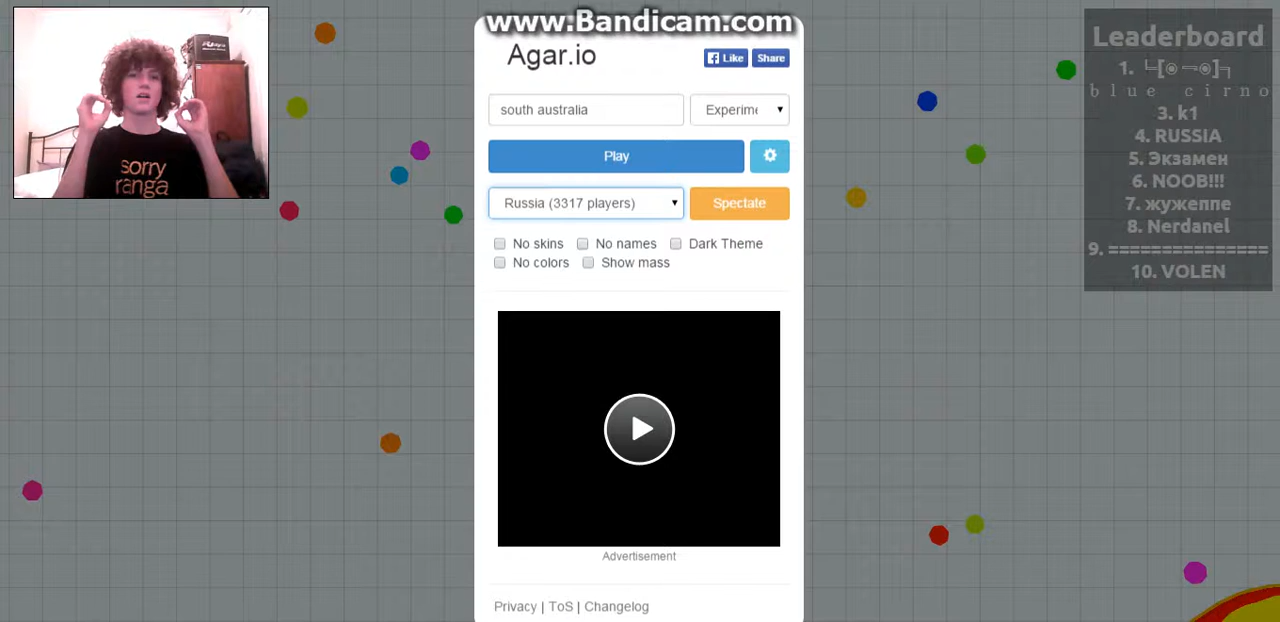 www.Bandicam.com
Agar.io
Like
Share
south australia
Experime
Play
Russia (3317 players)
Spectate
No skins
No names
Dark Theme
No colors
Show mass
Advertisement
Privacy | ToS | Changelog
sorry
ranga
Leaderboard
1. ╘[◉﹃◉]╕
blue cirno
3. k1
4. RUSSIA
5. Экзамен
6. NOOB!!!
7. жужеппе
8. Nerdanel
9. ===============
10. VOLEN